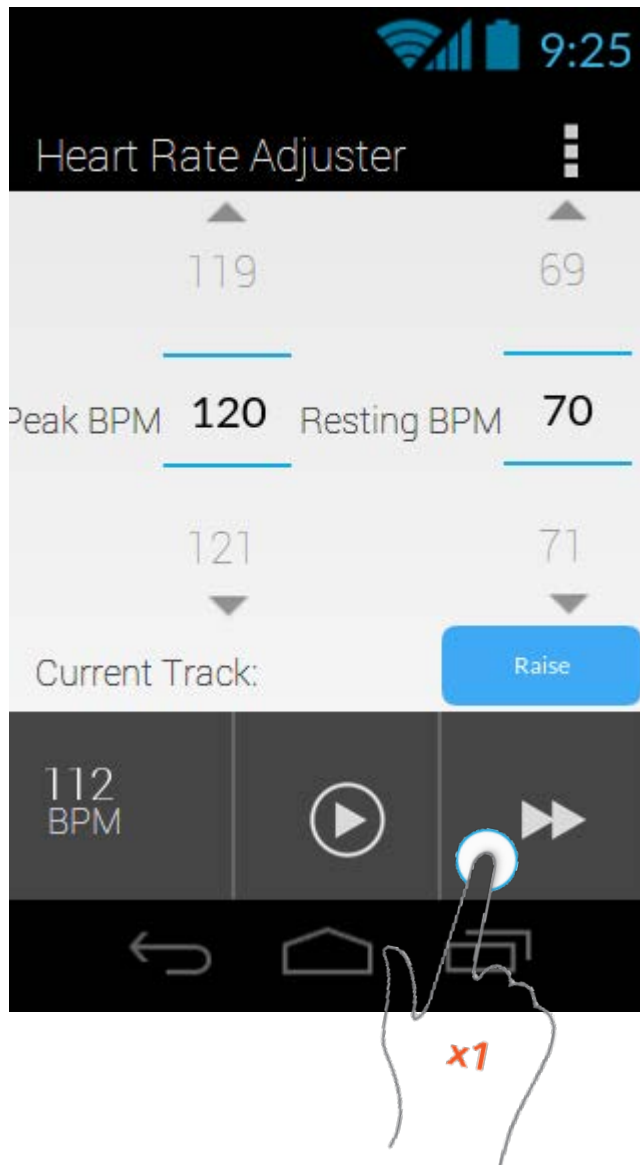 9:25
Heart Rate Adjuster
119 69
Peak BPM 120 Resting BPM 70
121 71
Current Track: Raise
112
BPM
x1